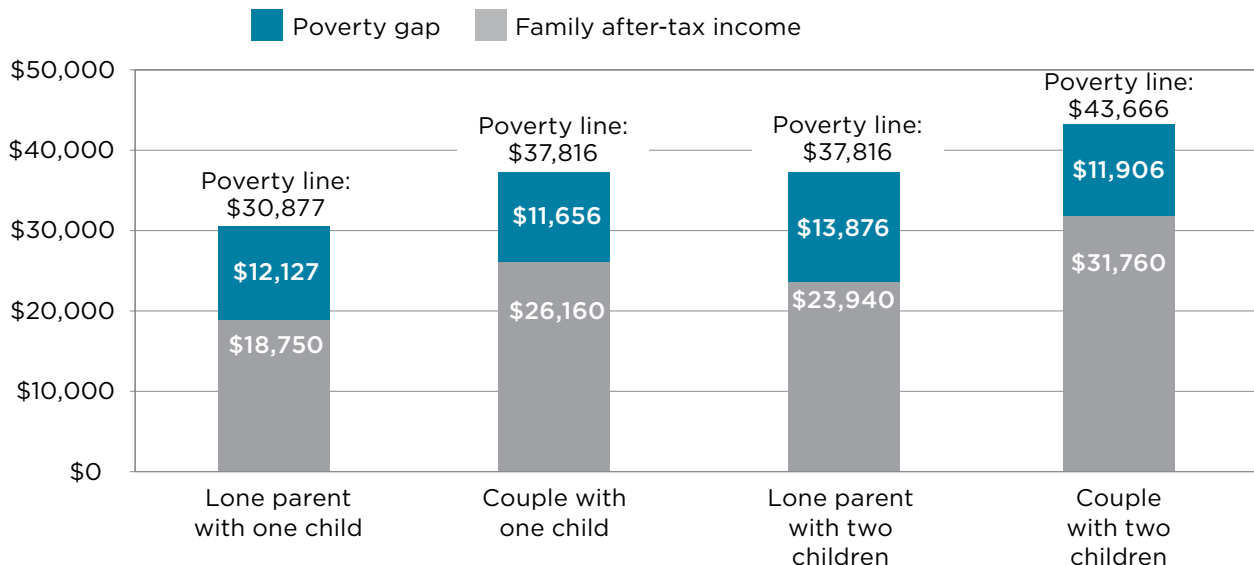 Poverty gap
Family after-tax income
$50,000
$40,000
$30,000
$20,000
$10,000
$0
Poverty line:
$30,877
$12,127
$18,750
Poverty line:
$37,816
$11,656
$26,160
Poverty line:
$37,816
$13,876
$23,940
Poverty line:
$43,666
$11,906
$31,760
Lone parent
with one child
Couple with
one child
Lone parent
with two
children
Couple
with two
children